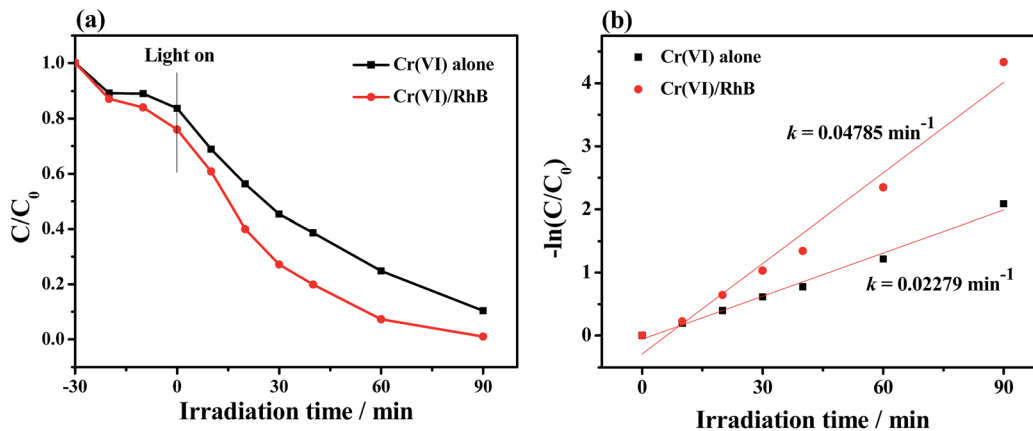 (a)
Light on
Cr(VI) alone
Cr(VI)/RhB
C/C₀
1.0
0.8
0.6
0.4
0.2
0.0
-30
0
30
60
90
Irradiation time / min
(b)
Cr(VI) alone
Cr(VI)/RhB
k = 0.04785 min⁻¹
k = 0.02279 min⁻¹
-ln(C/C₀)
4
3
2
1
0
0
30
60
90
Irradiation time / min